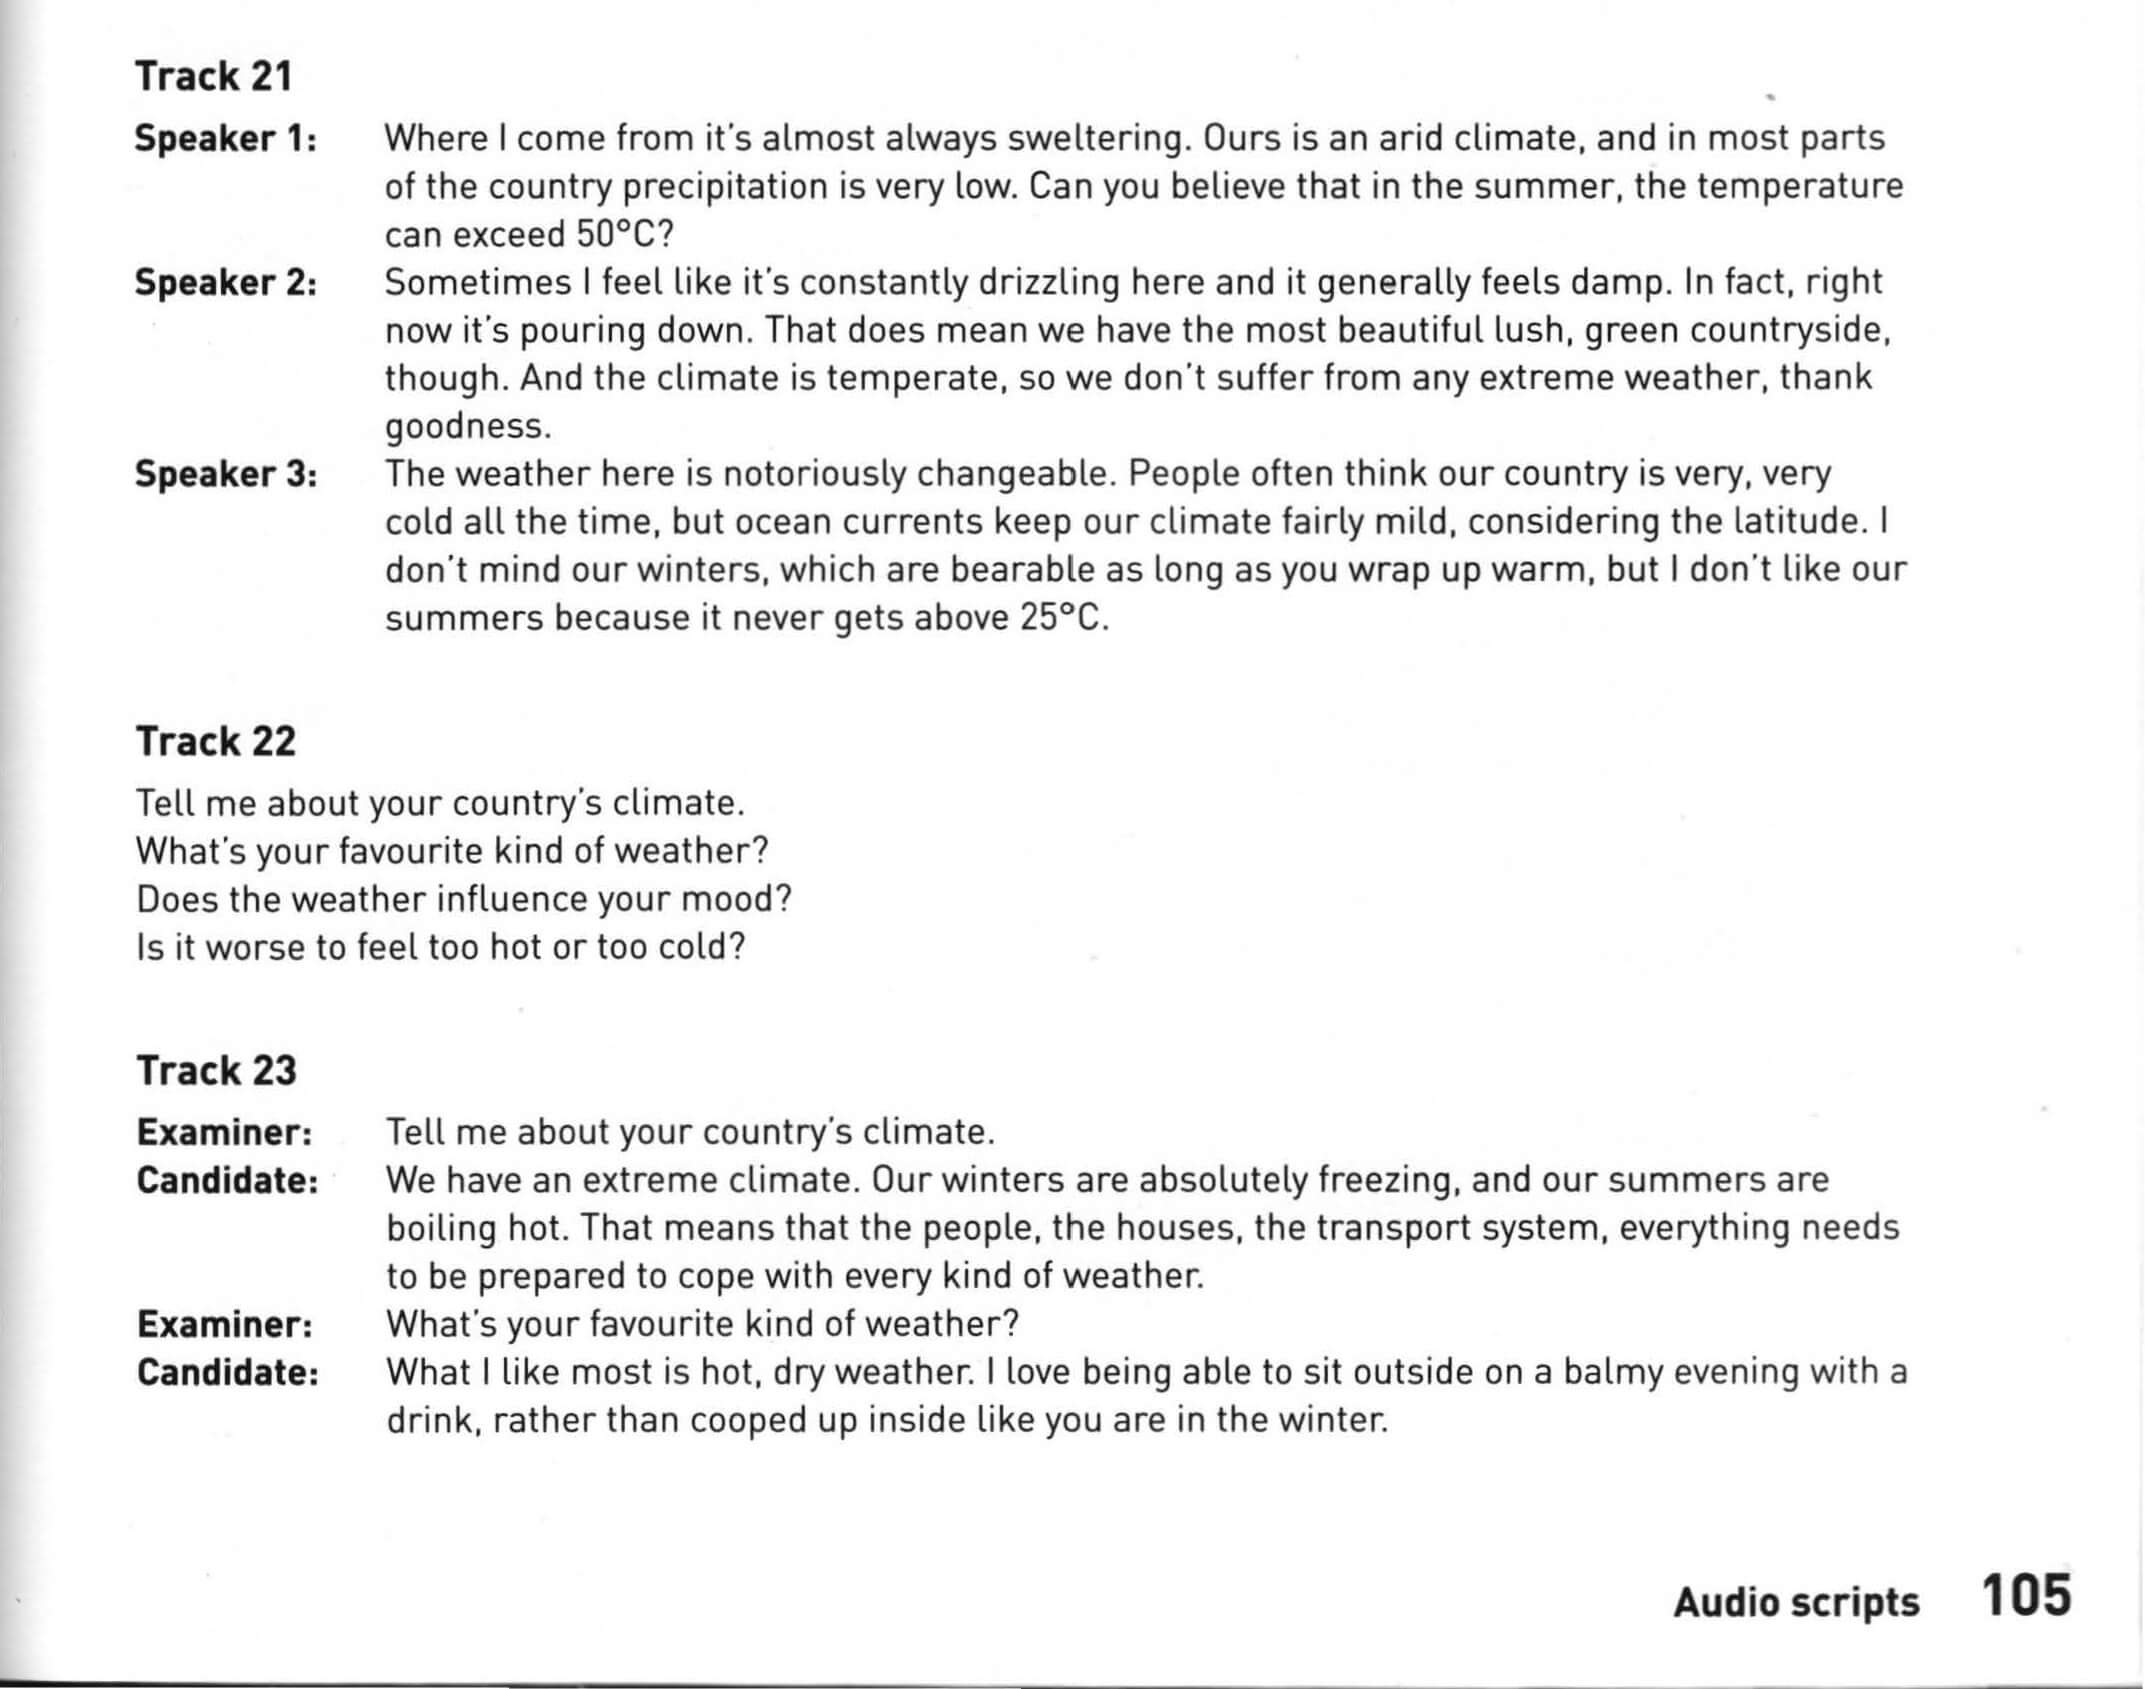 Track 21
Speaker 1: Where I come from it's almost always sweltering. Ours is an arid climate, and in most parts
of the country precipitation is very low. Can you believe that in the summer, the temperature
can exceed 50°C?
Speaker 2: Sometimes I feel like it's constantly drizzling here and it generally feels damp. In fact, right
now it's pouring down. That does mean we have the most beautiful lush, green countryside,
though. And the climate is temperate, so we don't suffer from any extreme weather, thank
goodness.
Speaker 3: The weather here is notoriously changeable. People often think our country is very, very
cold all the time, but ocean currents keep our climate fairly mild, considering the latitude. I
don't mind our winters, which are bearable as long as you wrap up warm, but I don't like our
summers because it never gets above 25°C.
Track 22
Tell me about your country's climate.
What's your favourite kind of weather?
Does the weather influence your mood?
Is it worse to feel too hot or too cold?
Track 23
Examiner: Tell me about your country's climate.
Candidate: We have an extreme climate. Our winters are absolutely freezing, and our summers are
boiling hot. That means that the people, the houses, the transport system, everything needs
to be prepared to cope with every kind of weather.
Examiner: What's your favourite kind of weather?
Candidate: What I like most is hot, dry weather. I love being able to sit outside on a balmy evening with a
drink, rather than cooped up inside like you are in the winter.
Audio scripts 105